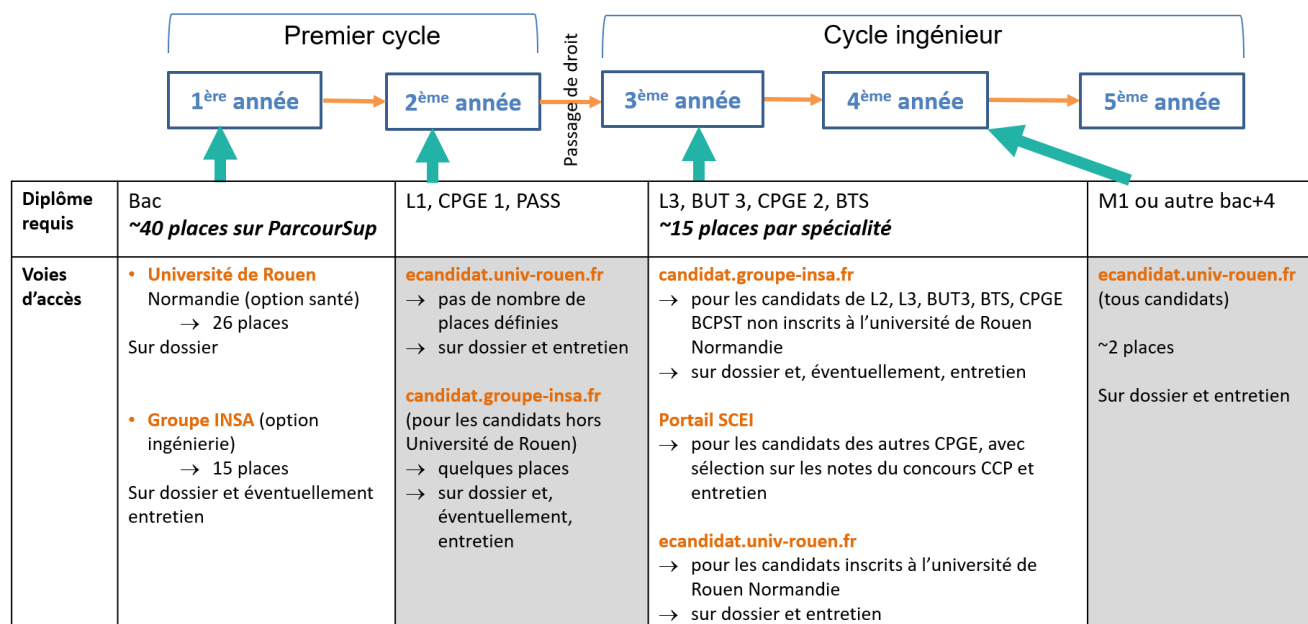 Premier cycle
Cycle ingénieur
Passage de droit
1ère année
2ème année
3ème année
4ème année
5ème année
Diplôme
requis
Bac
~40 places sur ParcourSup
L1, CPGE 1, PASS
L3, BUT 3, CPGE 2, BTS
~15 places par spécialité
M1 ou autre bac+4
Voies
d'accès
• Université de Rouen
Normandie (option santé)
→ 26 places
Sur dossier
• Groupe INSA (option
ingénierie)
→ 15 places
Sur dossier et éventuellement
entretien
ecandidat.univ-rouen.fr
→ pas de nombre de
places définies
→ sur dossier et entretien
candidat.groupe-insa.fr
(pour les candidats hors
Université de Rouen)
→ quelques places
→ sur dossier et,
éventuellement,
entretien
candidat.groupe-insa.fr
→ pour les candidats de L2, L3, BUT3, BTS, CPGE
BCPST non inscrits à l'université de Rouen
Normandie
→ sur dossier et, éventuellement, entretien
Portail SCEI
→ pour les candidats des autres CPGE, avec
sélection sur les notes du concours CCP et
entretien
ecandidat.univ-rouen.fr
→ pour les candidats inscrits à l'université de
Rouen Normandie
→ sur dossier et entretien
ecandidat.univ-rouen.fr
(tous candidats)
~2 places
Sur dossier et entretien